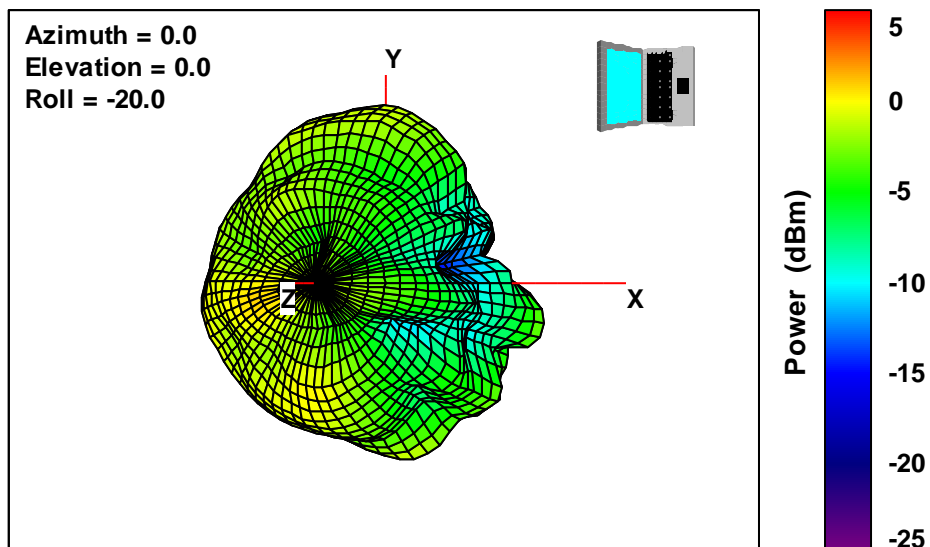 Azimuth = 0.0
Elevation = 0.0
Roll = -20.0
Y
Z
X
Power (dBm)
5
0
-5
-10
-15
-20
-25